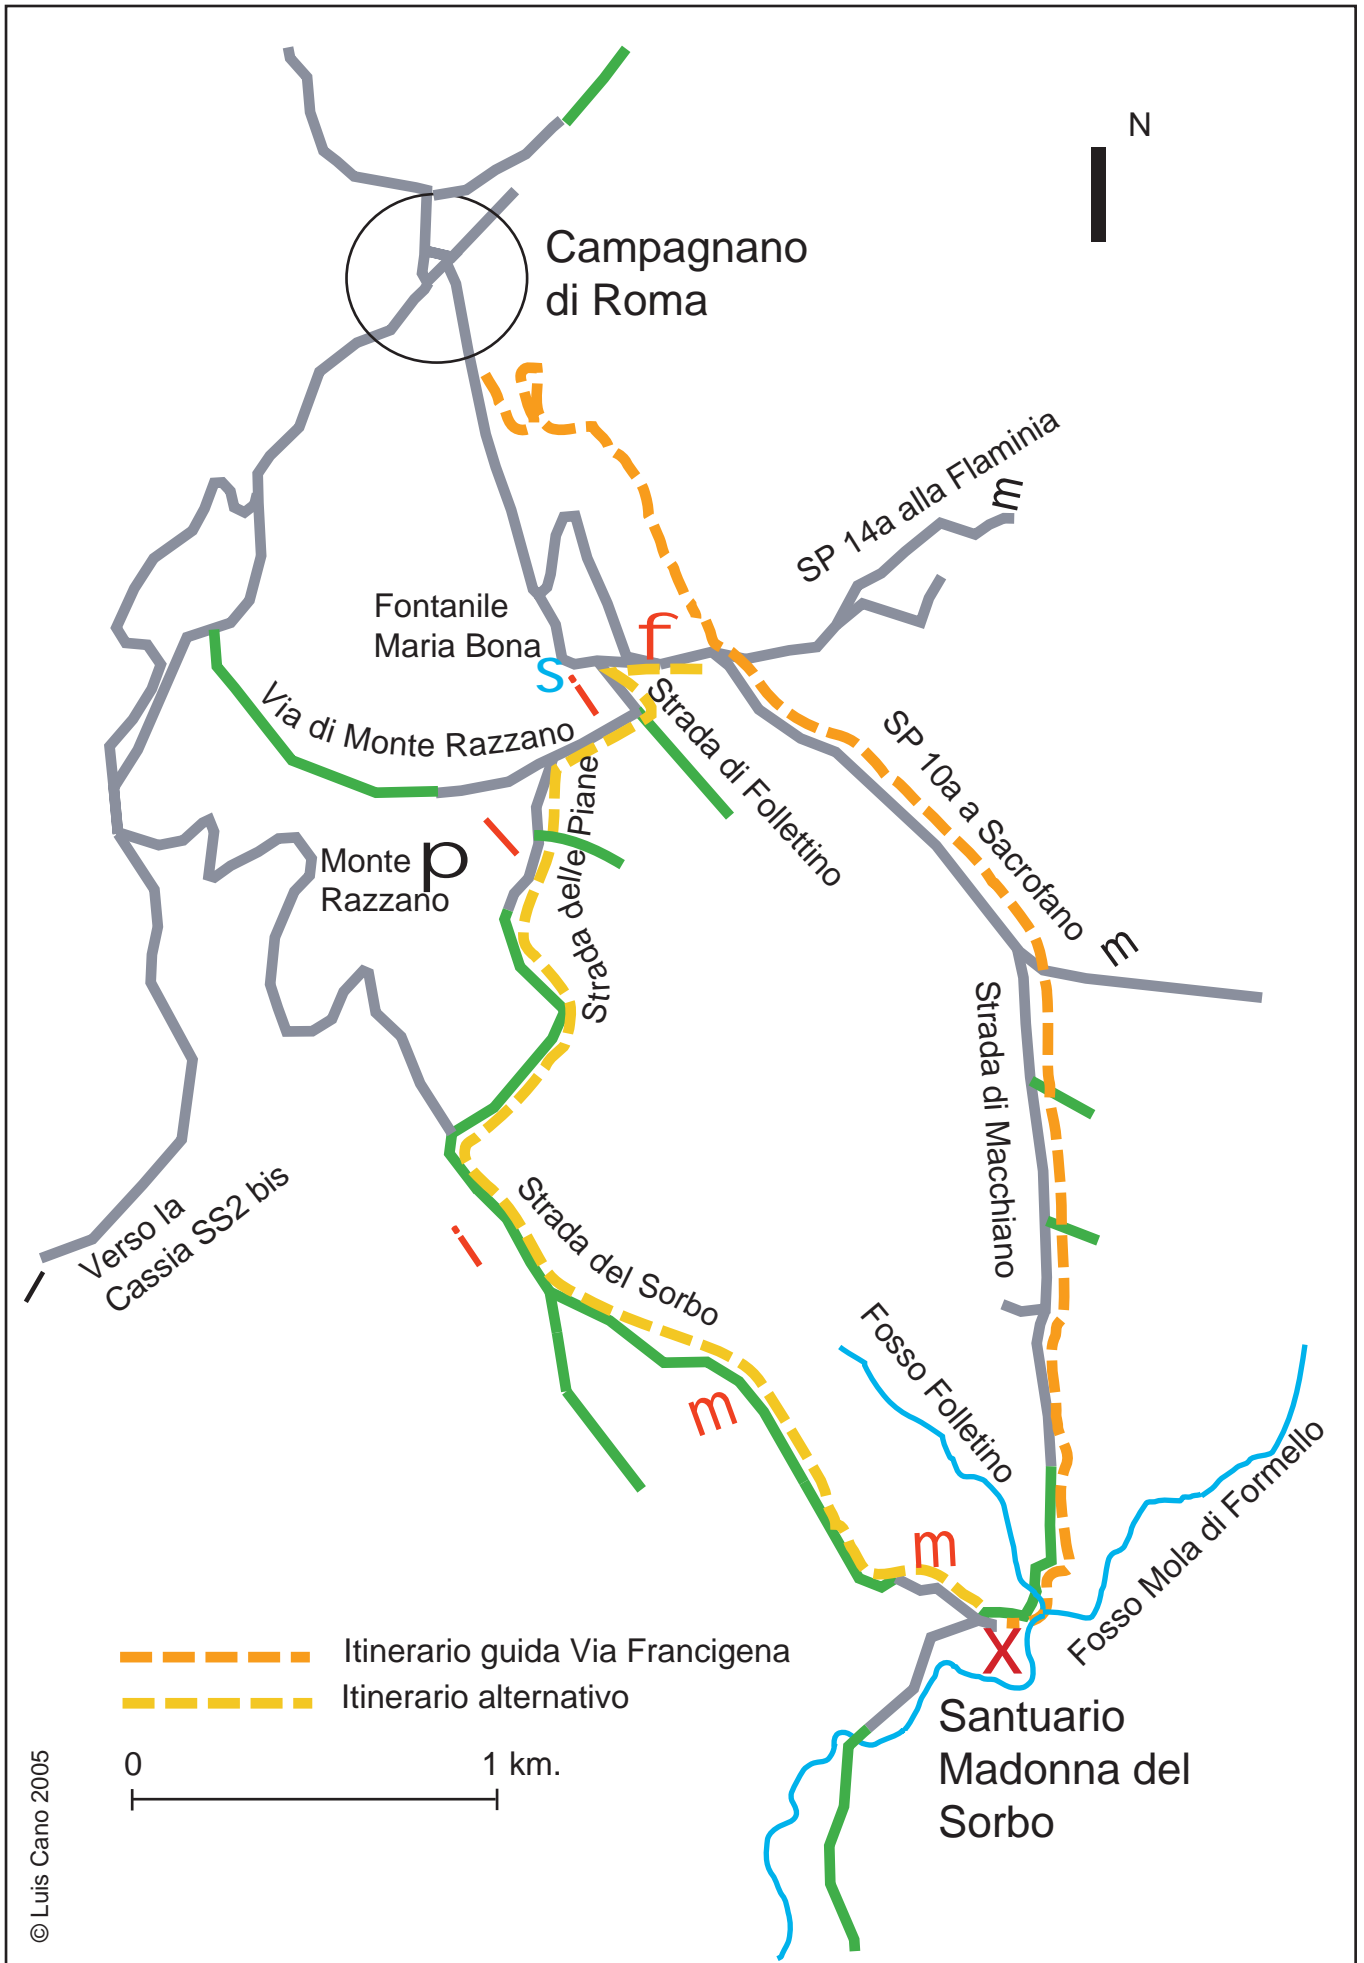 N
Campagnano
di Roma
SP 14a alla Flaminia
m
Fontanile
Maria Bona
f
s
i
Via di Monte Razzano
Strada di Follettino
SP 10a a Sacrofano
m
Strada delle Piane
Monte
Razzano
p
Strada di Macchiano
Verso la
Cassia SS2 bis
i
Strada del Sorbo
m
Fosso Folletino
m
Fosso Mola di Formello
x
Santuario
Madonna del
Sorbo
Itinerario guida Via Francigena
Itinerario alternativo
0 1 km.
© Luis Cano 2005